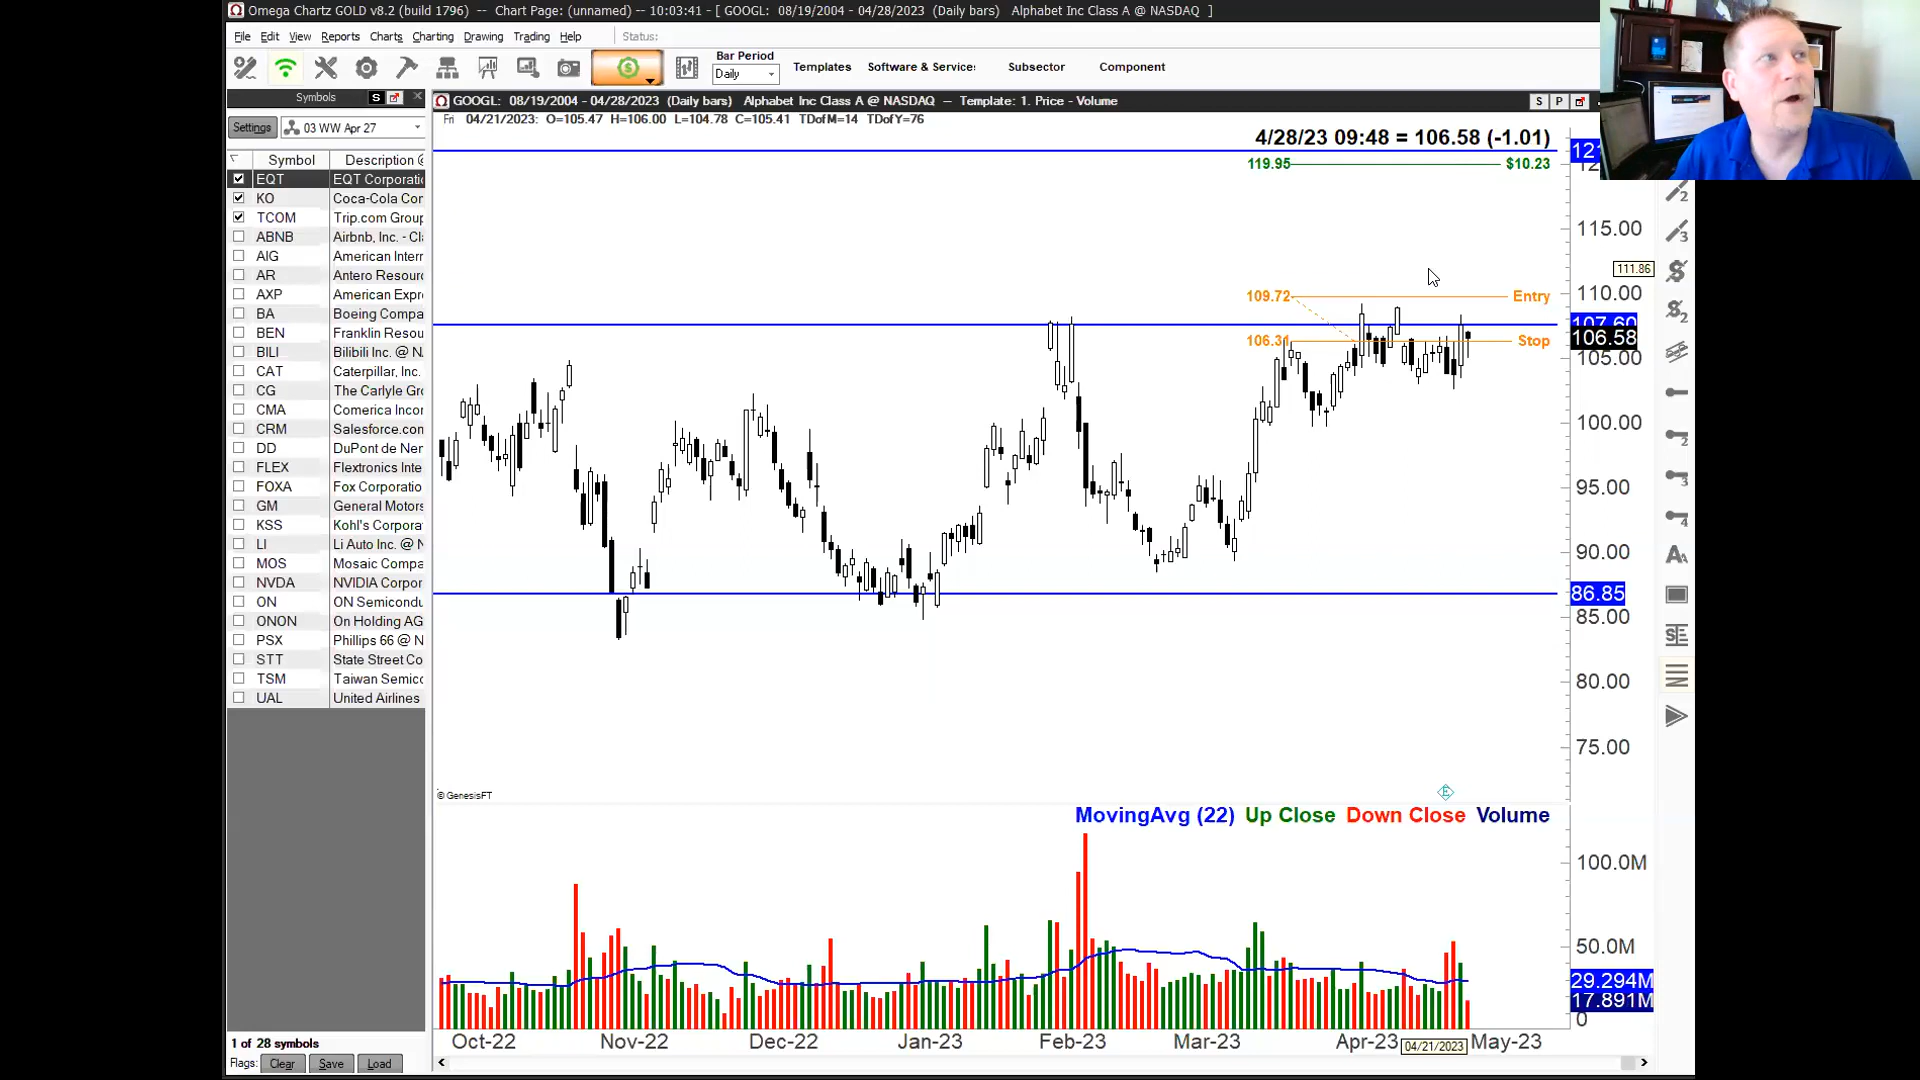 Omega Chartz GOLD v8.2 (build 1796) -- Chart Page: (unnamed) -- 10:03:41 - [ GOOGL: 08/19/2004 - 04/28/2023 (Daily bars) Alphabet Inc Class A @ NASDAQ ]
File Edit View Reports Charts Charting Drawing Trading Help Status:
Bar Period
Daily
Templates Software & Service: Subsector Component
Symbols S
GOOGL: 08/19/2004 - 04/28/2023 (Daily bars) Alphabet Inc Class A @ NASDAQ -- Template: 1. Price - Volume S P
Settings 03 WW Apr 27
Fri 04/21/2023: O=105.47 H=106.00 L=104.78 C=105.41 TDofM=14 TDofY=76
4/28/23 09:48 = 106.58 (-1.01)
119.95 $10.23
115.00
111.86
110.00
109.72 Entry
107.60
106.58
106.31 Stop
105.00
100.00
95.00
90.00
86.85
85.00
80.00
75.00
Symbol Description
EQT EQT Corporati
KO Coca-Cola Cor
TCOM Trip.com Group
ABNB Airbnb, Inc. - Cl
AIG American Intern
AR Antero Resourc
AXP American Expre
BA Boeing Compan
BEN Franklin Resou
BILI Bilibili Inc. @ N
CAT Caterpillar, Inc.
CG The Carlyle Gr
CMA Comerica Incor
CRM Salesforce.com
DD DuPont de Nem
FLEX Flextronics Inte
FOXA Fox Corporatio
GM General Motors
KSS Kohl's Corpora
LI Li Auto Inc. @ N
MOS Mosaic Compa
NVDA NVIDIA Corpor
ON ON Semicondu
ONON On Holding AG
PSX Phillips 66 @ N
STT State Street Co
TSM Taiwan Semico
UAL United Airlines
© GenesisFT
E
MovingAvg (22) Up Close Down Close Volume
100.0M
50.0M
29.294M
17.891M
0
Oct-22 Nov-22 Dec-22 Jan-23 Feb-23 Mar-23 Apr-23 04/21/2023 May-23
1 of 28 symbols
Flags: Clear Save Load